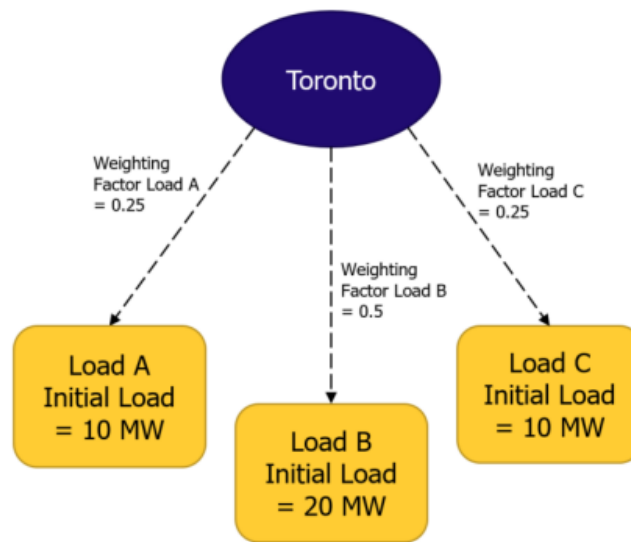 Toronto
Weighting
Factor Load A
= 0.25
Weighting
Factor Load B
= 0.5
Weighting
Factor Load C
= 0.25
Load A
Initial Load
= 10 MW
Load B
Initial Load
= 20 MW
Load C
Initial Load
= 10 MW